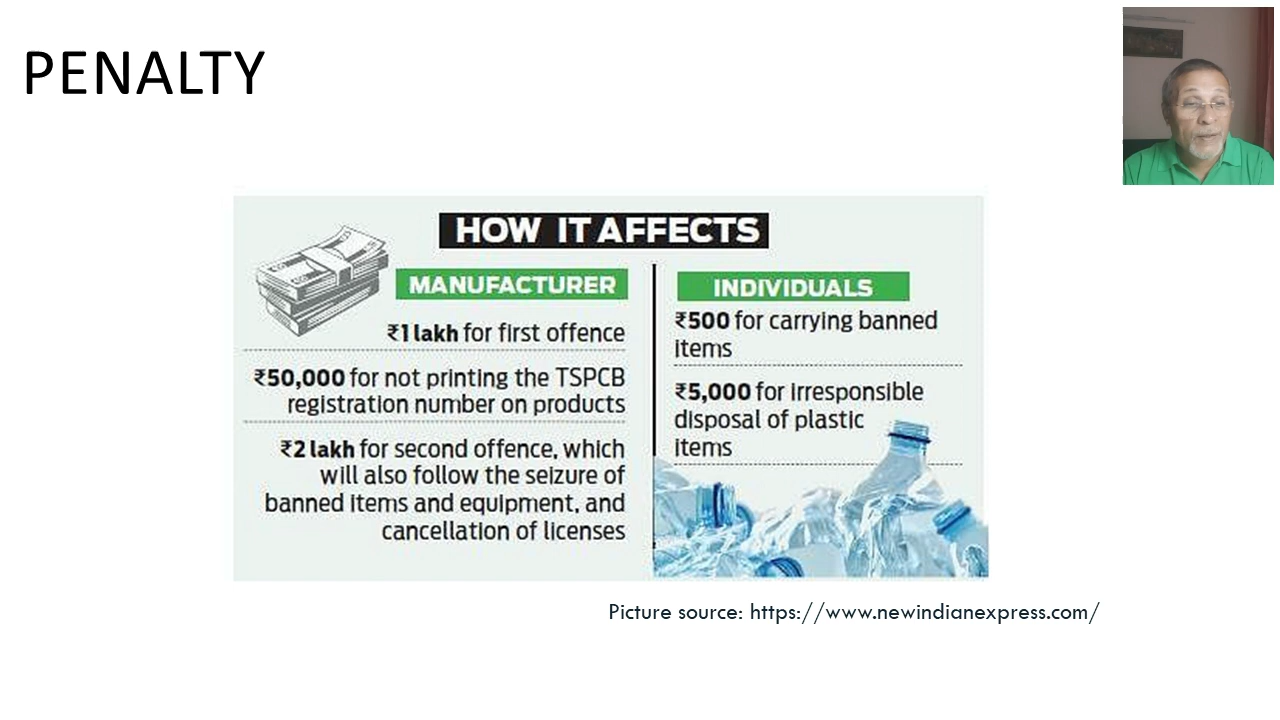 PENALTY
HOW IT AFFECTS
MANUFACTURER
₹1 lakh for first offence
₹50,000 for not printing the TSPCB
registration number on products
₹2 lakh for second offence, which
will also follow the seizure of
banned items and equipment, and
cancellation of licenses
INDIVIDUALS
₹500 for carrying banned
items
₹5,000 for irresponsible
disposal of plastic
items
Picture source: https://www.newindianexpress.com/